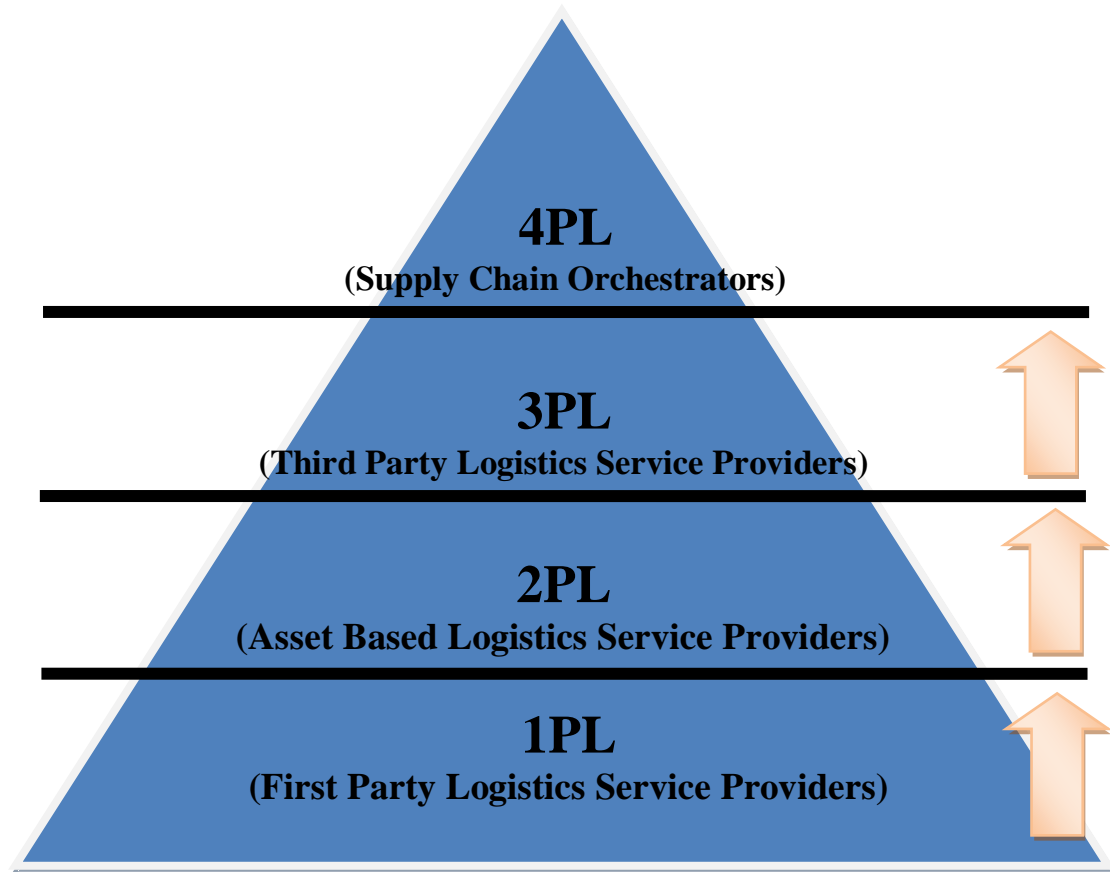 4PL
(Supply Chain Orchestrators)
3PL
(Third Party Logistics Service Providers)
2PL
(Asset Based Logistics Service Providers)
1PL
(First Party Logistics Service Providers)